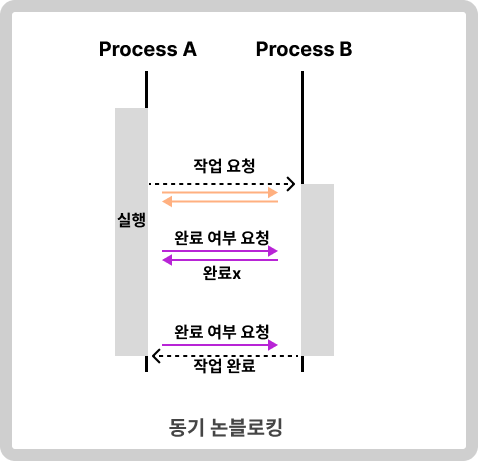 Process A
Process B
작업 요청
실행
완료 여부 요청
완료x
완료 여부 요청
작업 완료
동기 논블로킹